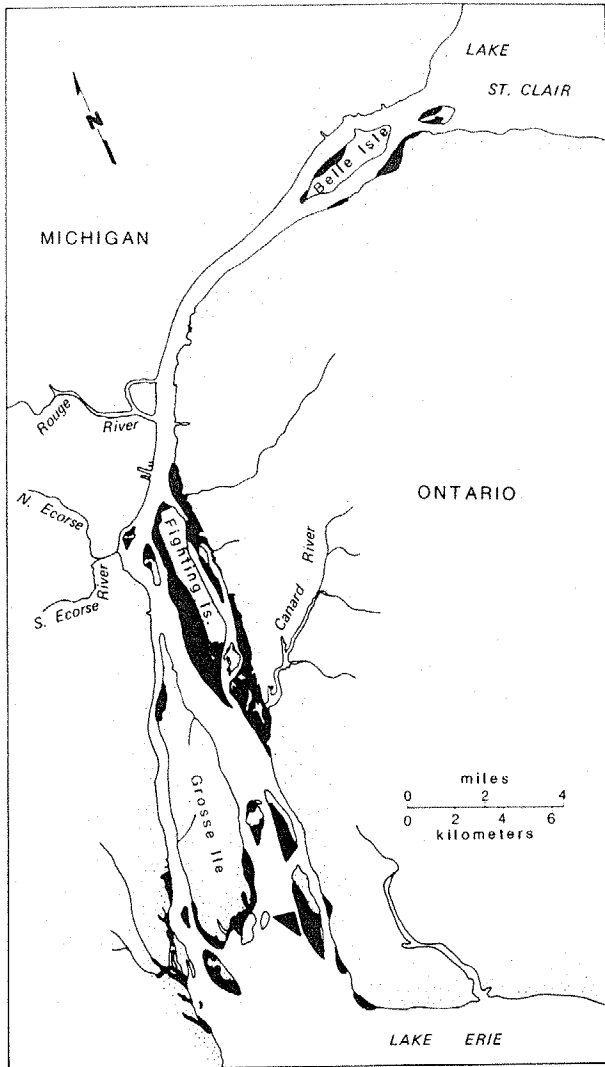 LAKE
ST. CLAIR
N
Belle Isle
MICHIGAN
Rouge
River
ONTARIO
N. Ecorse
S. Ecorse
River
Fighting Is.
Canard River
miles
0 2 4
0 2 4 6
kilometers
Grosse Ile
LAKE ERIE